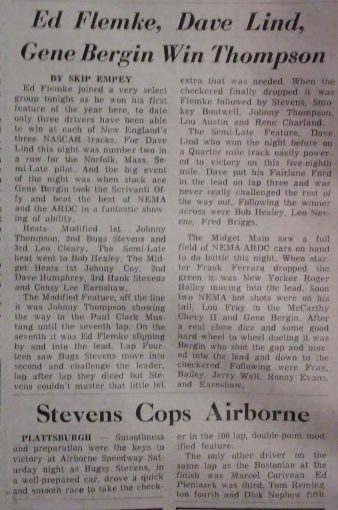 Ed Flemke, Dave Lind,
Gene Bergin Win Thompson
BY SKIP EMPEY
Ed Flemke joined a very select
group tonight as he won his first
feature of the year here, to date
only three drivers have been able
to win at each of New England's
three NASCAR tracks. For Dave
Lind this night was number two in
a row for the Norfolk, Mass. Se-
mi-Late pilot. And the big event
of the night was when stock ace
Gene Bergin took the Scrivanti Of-
fy and beat the best of NEMA
and the ARDC in a fantastic show-
ing of ability.
Heats Modified 1st Johnny
Thompson, 2nd Bugs Stevens and
3rd Leo Cleary, The Semi-Late
heat went to Bob Healey. The Mid-
get Heats 1st Johnny Coy, 2nd
Dave Humphrey, 3rd Hank Stevens
and Consy Lee Earnshaw.
The Modified Feature, off the line
it was Johnny Thompson showing
the way in the Paul Clark Mus-
tang until the seventh lap. On the
seventh it was Ed Flemke slipping
by and into the lead. Lap Four-
teen saw Bugs Stevens move into
second and challenge the leader,
lap after lap they diced but Ste-
vens couldn't muster that little bit
extra that was needed. When the
checkered finally dropped it was
Flemke followed by Stevens, Smo-
key Boutwell, Johnny Thompson,
Lou Austin and Rene Charland.
The Semi-Late Feature, Dave
Lind who won the night before on
a Quarter mile track easily power-
ed to victory on this five-eighth
mile. Dave put his Fairlane Ford
in the lead on lap three and was
never really challenged the rest of
the way out. Following the winner
across were Bob Healey, Leo Nev-
ens, Fred Briggs.
The Midget Main saw a full
field of NEMA-ARDC cars on hand
to do battle this night. When star-
ter Frank Ferrara dropped the
green it was New Yorker Roger
Bailey moving into the lead. Soon
two NEMA hot shots were on his
tail, Lou Fray in the McCarthy
Chevy II and Gene Bergin. After
a real close dice and some good
hard wheel to wheel dueling it was
Bergin who shot the gap and mov-
ed into the lead and down to the
checkered. Following were Fray,
Bailey, Jerry Wall, Ronny Evans,
and Earnshaw.
Stevens Cops Airborne
PLATTSBURGH — Smoothness
and preparation were the keys to
victory at Airborne Speedway Sat-
urday night as Bugsy Stevens, in
a well-prepared car, drove a quick
and smooth race to take the check-
er in the 100 lap, double point mod-
ified feature.
The only other driver on the
same lap as the Bostonian at the
finish was Marcel Coriveau. Ed
Pieniazek was third, Tom Reming-
ton fourth and Dick Nephew fifth.